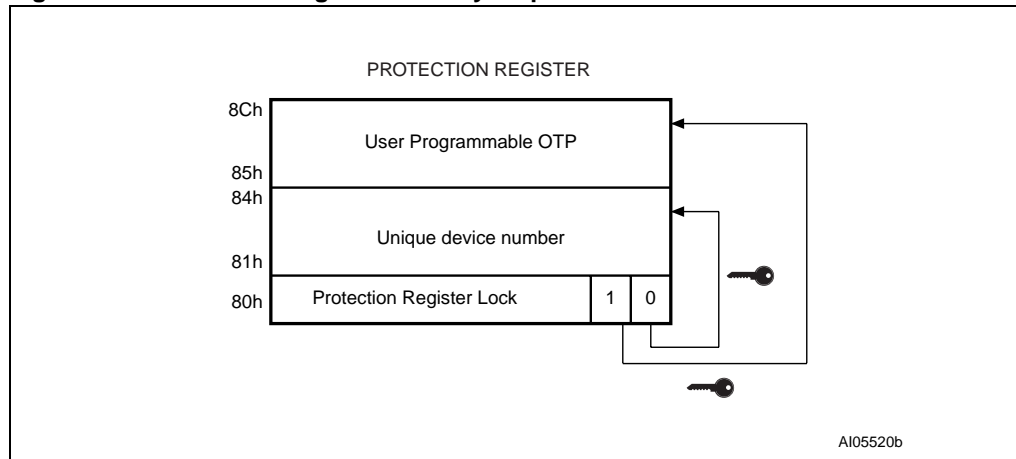 PROTECTION REGISTER
8Ch
User Programmable OTP
85h
84h
Unique device number
81h
80h
Protection Register Lock
1
0
AI05520b